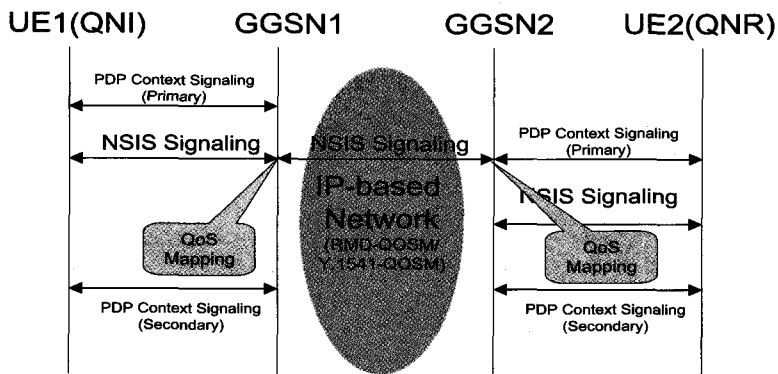 UE1(QNI) GGSN1 GGSN2 UE2(QNR)
PDP Context Signaling
(Primary)
NSIS Signaling
NSIS Signaling
PDP Context Signaling
(Primary)
IP-based
Network
(RMD-QOSM/
Y.1541-QOSM)
NSIS Signaling
QoS
Mapping
QoS
Mapping
PDP Context Signaling
(Secondary)
PDP Context Signaling
(Secondary)